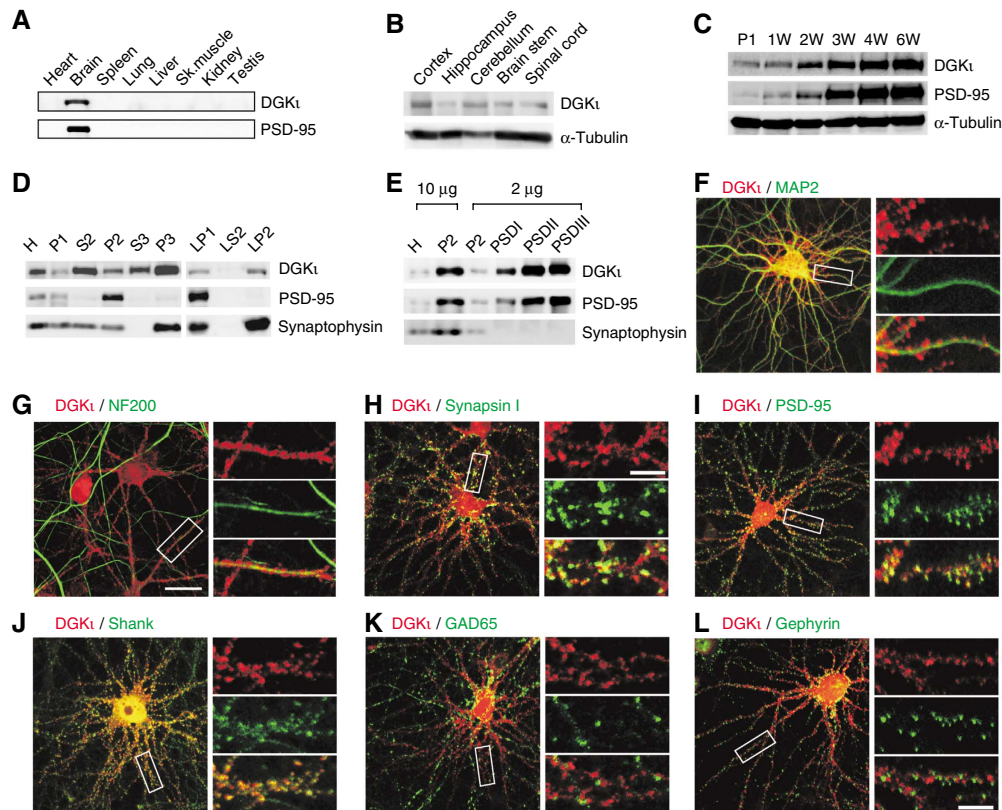 A
Heart
Brain
Spleen
Lung
Liver
Sk.muscle
Kidney
Testis
DGKι
PSD-95
B
Cortex
Hippocampus
Cerebellum
Brain stem
Spinal cord
DGKι
α-Tubulin
C
P1 1W 2W 3W 4W 6W
DGKι
PSD-95
α-Tubulin
D
H
P1
S2
P2
S3
P3
LP1
LS2
LP2
DGKι
PSD-95
Synaptophysin
E
10 μg 2 μg
H
P2
P2
PSDI
PSDII
PSDIII
DGKι
PSD-95
Synaptophysin
F
DGKι / MAP2
G
DGKι / NF200
H
DGKι / Synapsin I
I
DGKι / PSD-95
J
DGKι / Shank
K
DGKι / GAD65
L
DGKι / Gephyrin